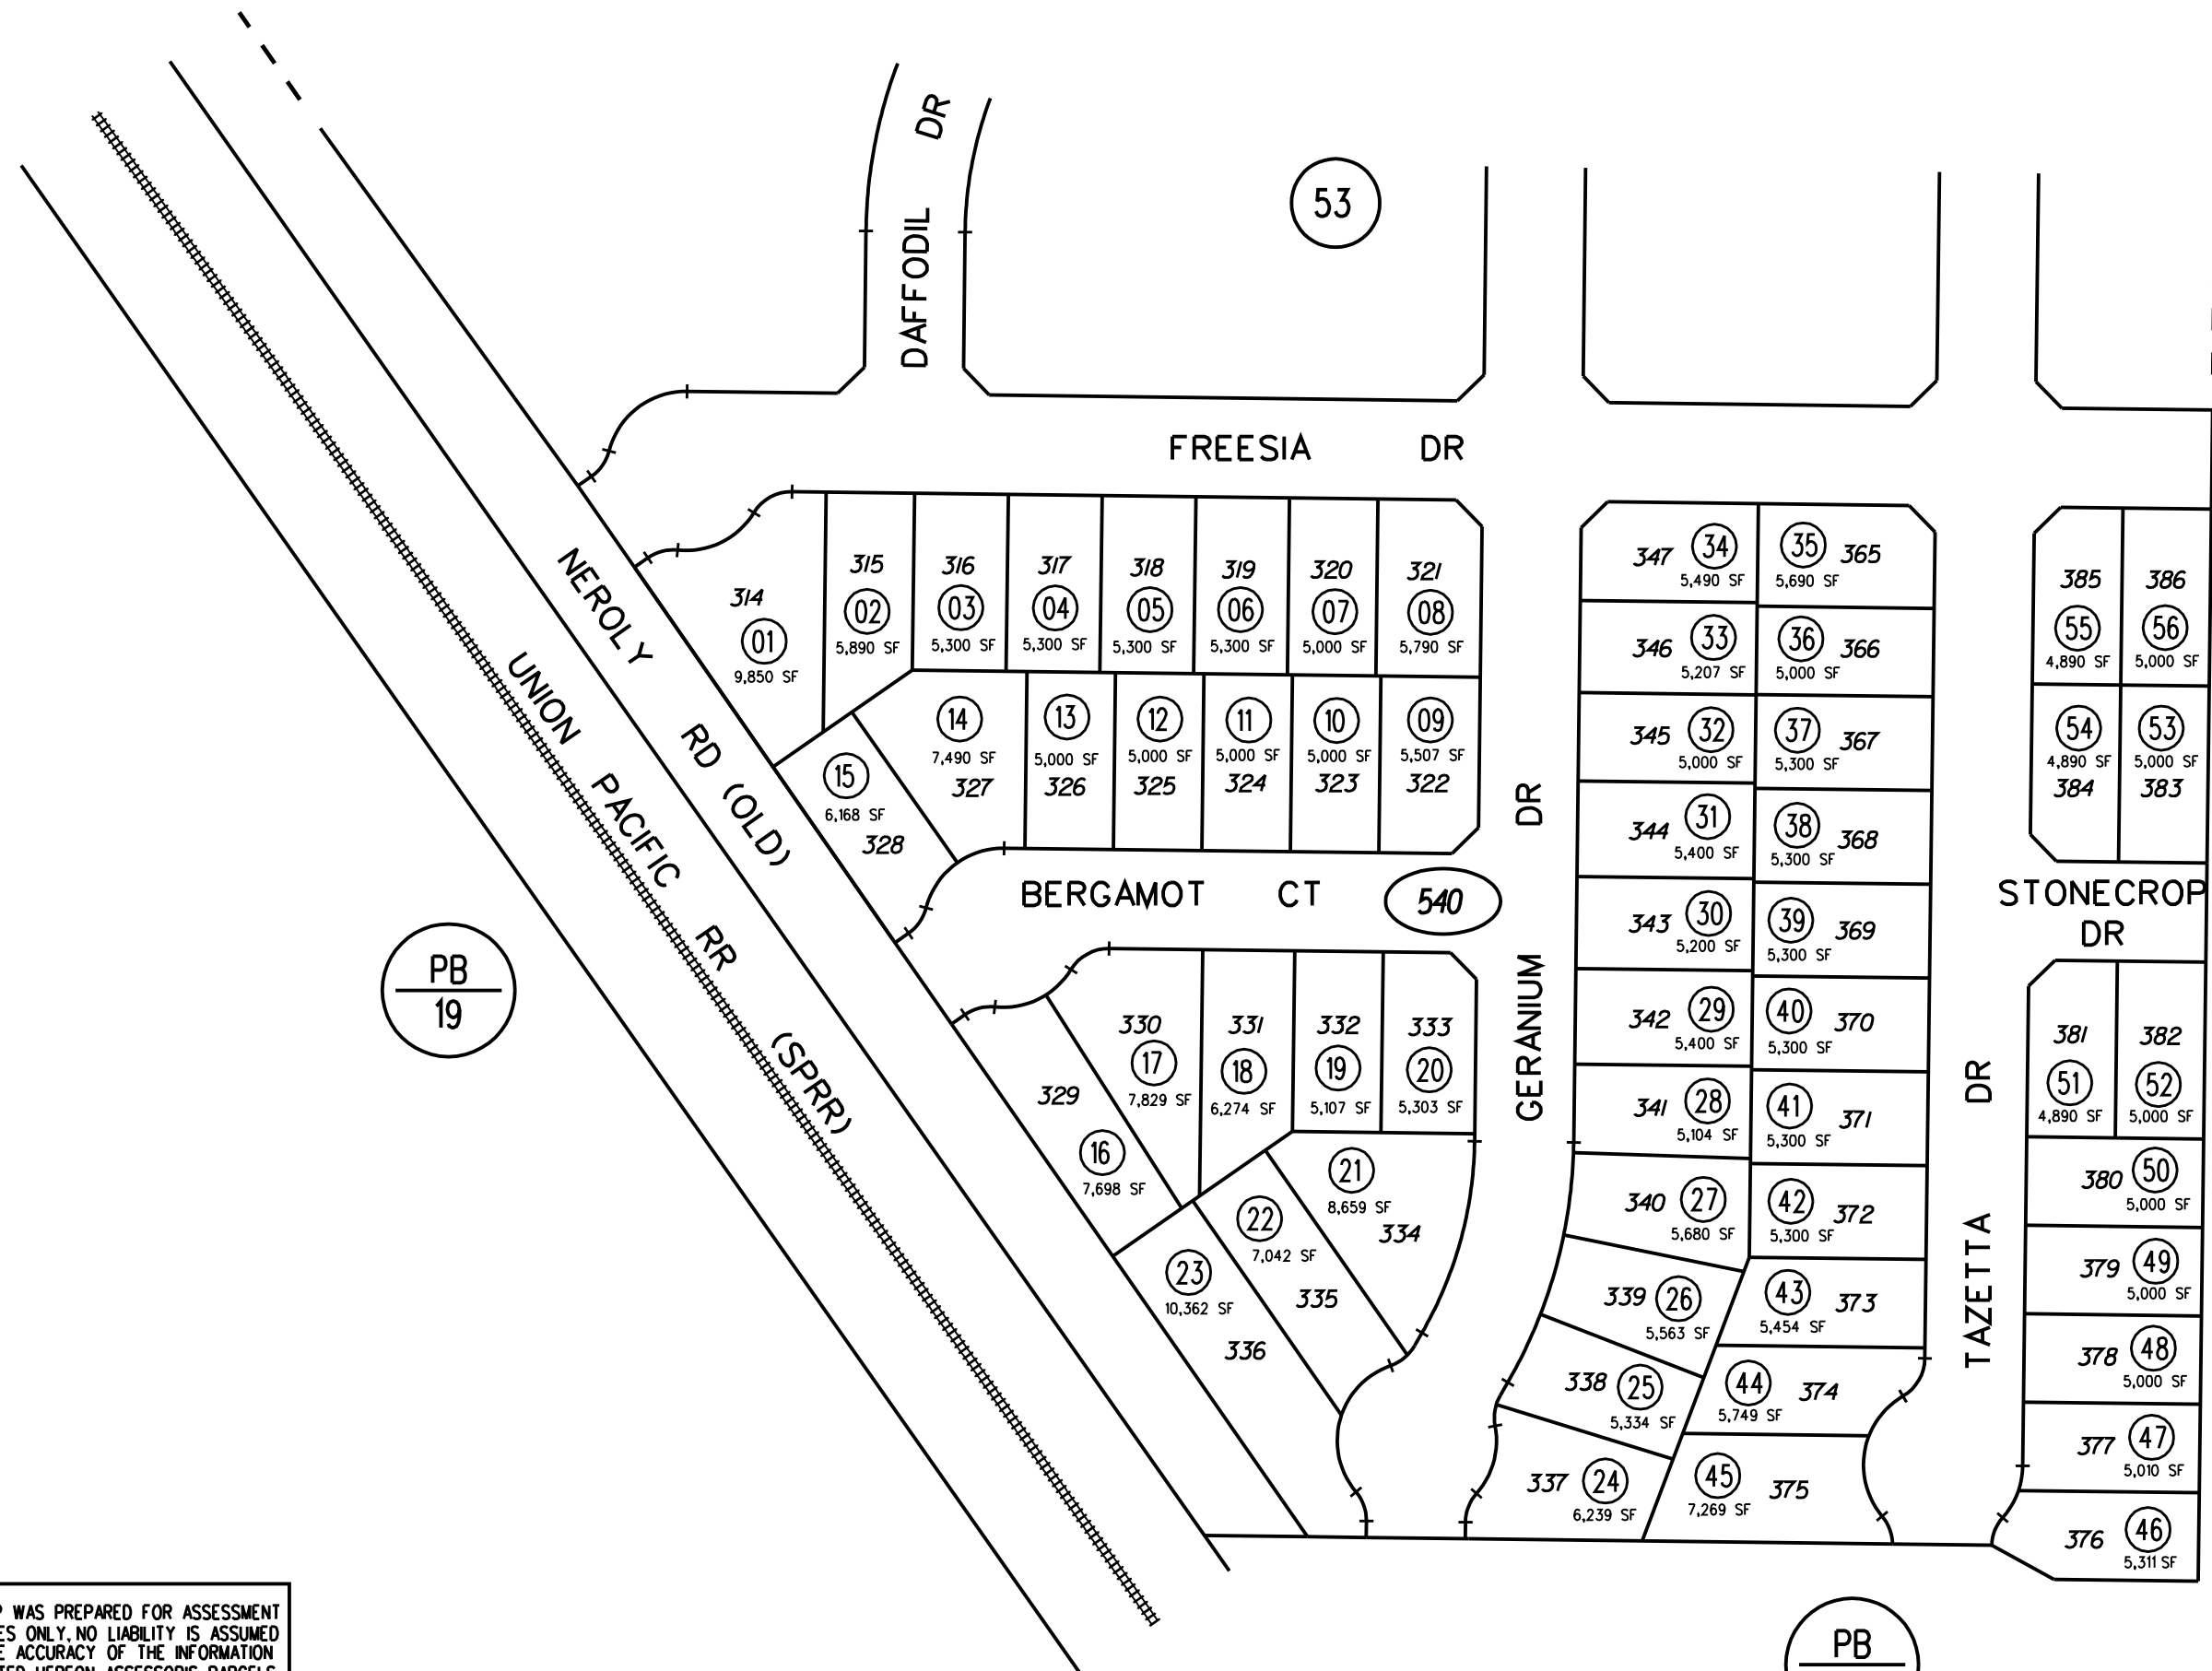 DAFFODIL DR
53
FREESIA DR
NEROLY RD (OLD)
UNION PACIFIC RR (SPRR)
314
01
9,850 SF
315
02
5,890 SF
316
03
5,300 SF
317
04
5,300 SF
318
05
5,300 SF
319
06
5,300 SF
320
07
5,000 SF
321
08
5,790 SF
15
6,168 SF
328
14
7,490 SF
327
13
5,000 SF
326
12
5,000 SF
325
11
5,000 SF
324
10
5,000 SF
323
09
5,507 SF
322
BERGAMOT CT
540
PB
19
329
16
7,698 SF
330
17
7,829 SF
331
18
6,274 SF
332
19
5,107 SF
333
20
5,303 SF
21
8,659 SF
334
22
7,042 SF
335
23
10,362 SF
336
GERANIUM DR
347 34
5,490 SF
35 365
5,690 SF
346 33
5,207 SF
36 366
5,000 SF
345 32
5,000 SF
37 367
5,300 SF
344 31
5,400 SF
38 368
5,300 SF
343 30
5,200 SF
39 369
5,300 SF
342 29
5,400 SF
40 370
5,300 SF
341 28
5,104 SF
41 371
5,300 SF
340 27
5,680 SF
42 372
5,300 SF
339 26
5,563 SF
43 373
5,454 SF
338 25
5,334 SF
44 374
5,749 SF
337 24
6,239 SF
45 375
7,269 SF
TAZETTA DR
385
55
4,890 SF
386
56
5,000 SF
54
4,890 SF
384
53
5,000 SF
383
STONECROP
DR
381
51
4,890 SF
382
52
5,000 SF
380 50
5,000 SF
379 49
5,000 SF
378 48
5,000 SF
377 47
5,010 SF
376 46
5,311 SF
WAS PREPARED FOR ASSESSMENT
ONLY. NO LIABILITY IS ASSUMED
ACCURACY OF THE INFORMATION
HEREON ASSESSORIS PARCELS
PB